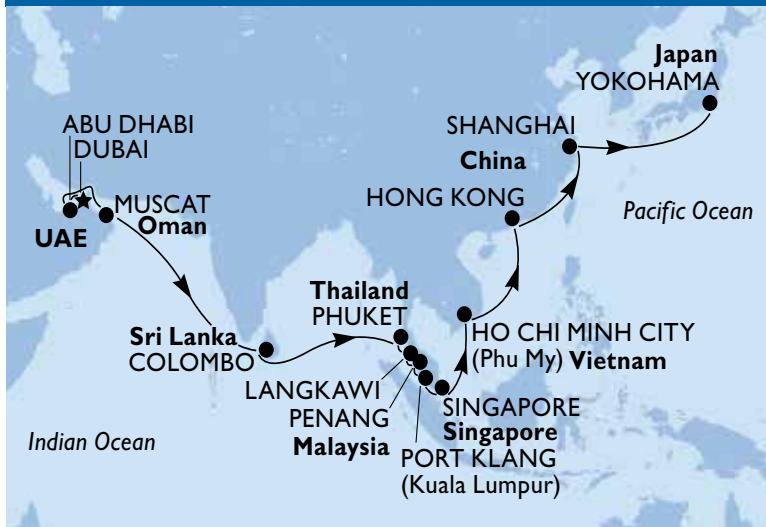 Japan
YOKOHAMA
SHANGHAI
China
HONG KONG
Pacific Ocean
ABU DHABI
DUBAI
MUSCAT
Oman
UAE
Thailand
PHUKET
Sri Lanka
COLOMBO
HO CHI MINH CITY
(Phu My) Vietnam
LANGKAWI
PENANG
Malaysia
SINGAPORE
Singapore
PORT KLANG
(Kuala Lumpur)
Indian Ocean